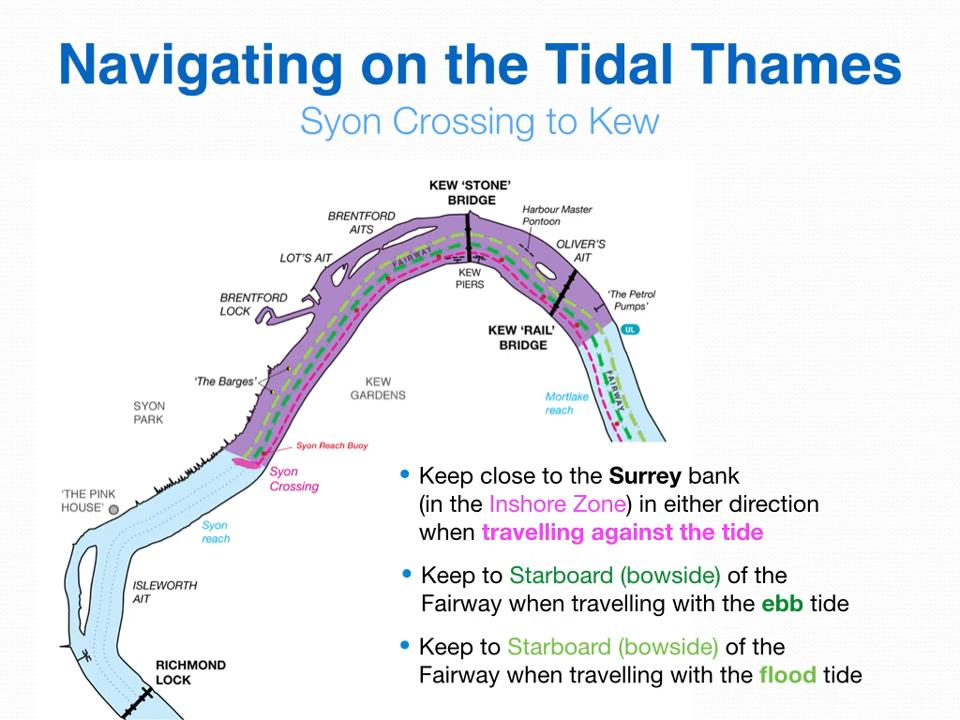 Navigating on the Tidal Thames
Syon Crossing to Kew
KEW ‘STONE’
BRIDGE
Harbour Master
Pontoon
BRENTFORD
AITS
OLIVER’S
AIT
LOT’S AIT
FAIRWAY
KEW
PIERS
BRENTFORD
LOCK
‘The Petrol
Pumps’
UL
KEW ‘RAIL’
BRIDGE
‘The Barges’
KEW
GARDENS
FAIRWAY
Mortlake
reach
SYON
PARK
Syon Reach Buoy
Syon
Crossing
‘THE PINK
HOUSE’
Syon
reach
ISLEWORTH
AIT
RICHMOND
LOCK
• Keep close to the Surrey bank
(in the Inshore Zone) in either direction
when travelling against the tide
• Keep to Starboard (bowside) of the
Fairway when travelling with the ebb tide
• Keep to Starboard (bowside) of the
Fairway when travelling with the flood tide